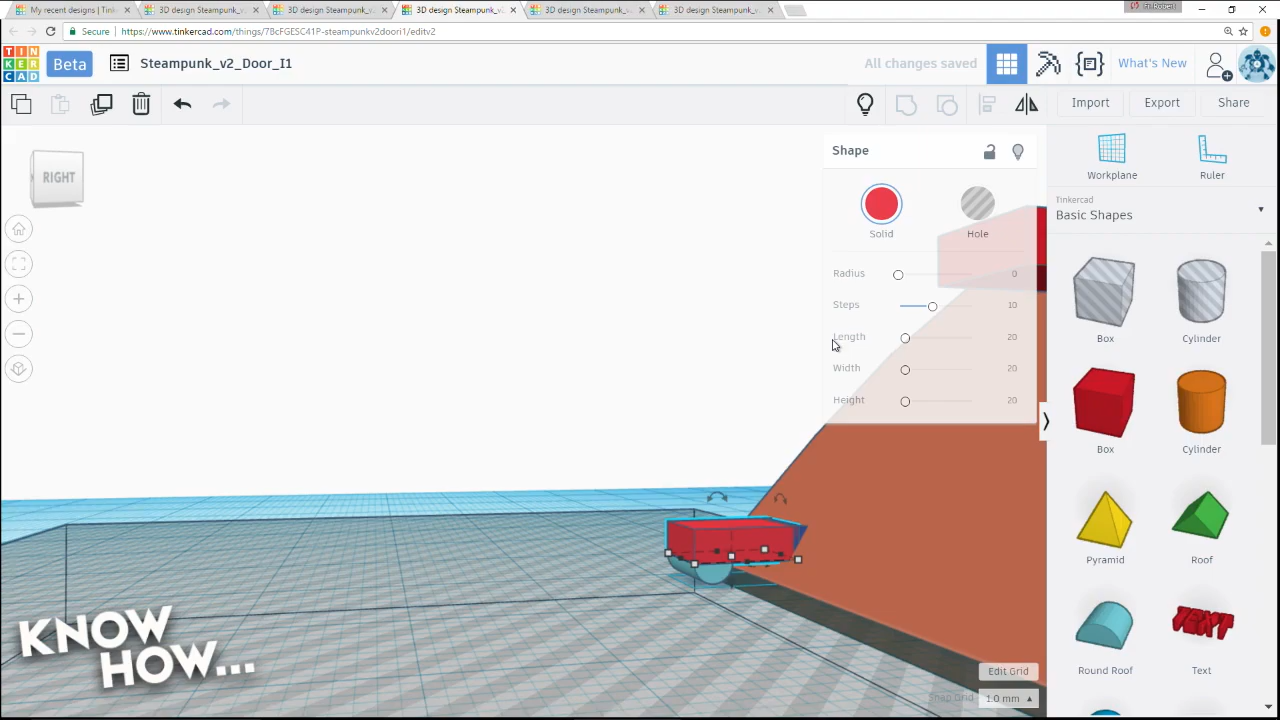 My recent designs | Tink
3D design Steampunk_v
3D design Steampunk_v
3D design Steampunk_v
3D design Steampunk_v
3D design Steampunk_v
Secure
https://www.tinkercad.com/things/7BcFGESC41P-steampunkv2doori1/editv2
TIN
KER
CAD
Beta
Steampunk_v2_Door_I1
All changes saved
What's New
Import
Export
Share
RIGHT
Shape
Solid
Hole
Radius 0
Steps 10
Length 20
Width 20
Height 20
Workplane
Ruler
Tinkercad
Basic Shapes
Box
Cylinder
Box
Cylinder
Pyramid
Roof
TEXT
Round Roof
Text
Edit Grid
Snap Grid 1.0 mm
KNOW
HOW...